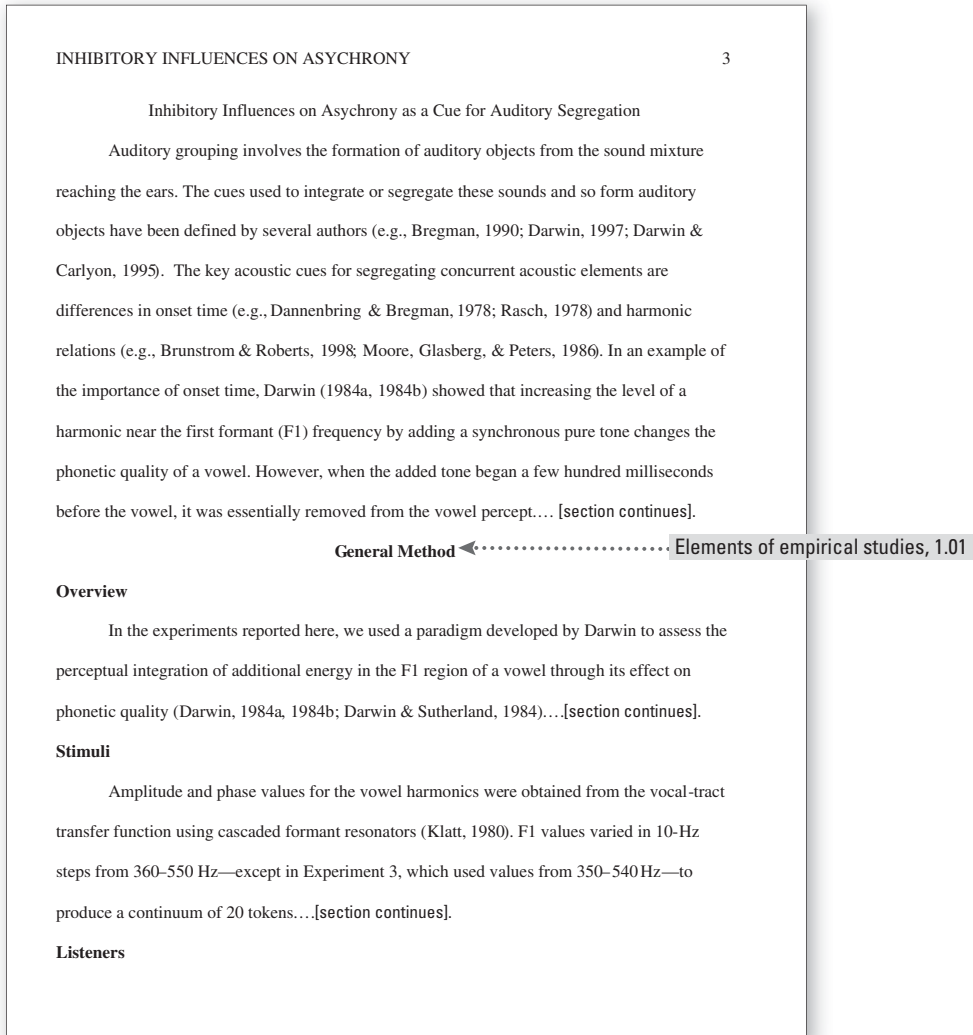 INHIBITORY INFLUENCES ON ASYCHRONY 3
Inhibitory Influences on Asychrony as a Cue for Auditory Segregation
Auditory grouping involves the formation of auditory objects from the sound mixture
reaching the ears. The cues used to integrate or segregate these sounds and so form auditory
objects have been defined by several authors (e.g., Bregman, 1990; Darwin, 1997; Darwin &
Carlyon, 1995). The key acoustic cues for segregating concurrent acoustic elements are
differences in onset time (e.g., Dannenbring & Bregman, 1978; Rasch, 1978) and harmonic
relations (e.g., Brunstrom & Roberts, 1998; Moore, Glasberg, & Peters, 1986). In an example of
the importance of onset time, Darwin (1984a, 1984b) showed that increasing the level of a
harmonic near the first formant (F1) frequency by adding a synchronous pure tone changes the
phonetic quality of a vowel. However, when the added tone began a few hundred milliseconds
before the vowel, it was essentially removed from the vowel percept.… [section continues].
General Method Elements of empirical studies, 1.01
Overview
In the experiments reported here, we used a paradigm developed by Darwin to assess the
perceptual integration of additional energy in the F1 region of a vowel through its effect on
phonetic quality (Darwin, 1984a, 1984b; Darwin & Sutherland, 1984).…[section continues].
Stimuli
Amplitude and phase values for the vowel harmonics were obtained from the vocal-tract
transfer function using cascaded formant resonators (Klatt, 1980). F1 values varied in 10-Hz
steps from 360–550 Hz—except in Experiment 3, which used values from 350–540 Hz—to
produce a continuum of 20 tokens.…[section continues].
Listeners